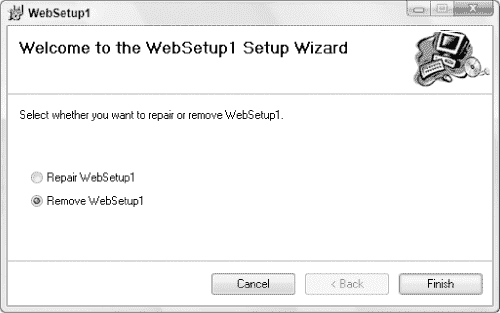 WebSetup1
Welcome to the WebSetup1 Setup Wizard
Select whether you want to repair or remove WebSetup1.
Repair WebSetup1
Remove WebSetup1
Cancel
< Back
Finish